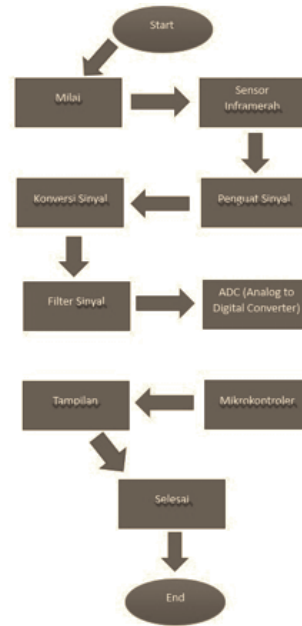 Start
Milai
Sensor
Inframerah
Penguat Sinyal
Konversi Sinyal
Filter Sinyal
ADC (Analog to
Digital Converter)
Mikrokontroler
Tampilan
Selesai
End